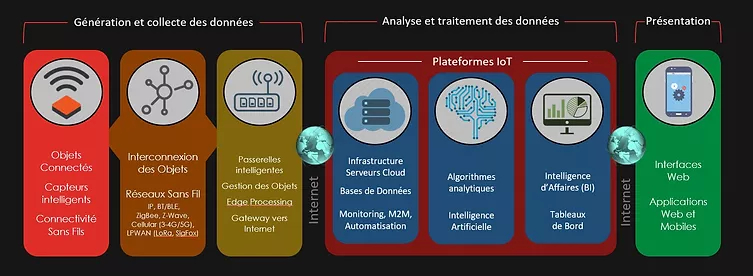 Génération et collecte des données
Analyse et traitement des données
Présentation
Plateformes IoT
Objets
Connectés
Capteurs
intelligents
Connectivité
Sans Fils
Interconnexion
des Objets
Réseaux Sans Fil
IP, BT/BLE,
ZigBee, Z-Wave,
Cellular (3-4G/5G),
LPWAN (LoRa, SigFox)
Passerelles
intelligentes
Gestion des Objets
Edge Processing
Gateway vers
Internet
Internet
Infrastructure
Serveurs Cloud
Bases de Données
Monitoring, M2M,
Automatisation
Algorithmes
analytiques
Intelligence
Artificielle
Intelligence
d'Affaires (BI)
Tableaux
de Bord
Internet
Interfaces
Web
Applications
Web et
Mobiles